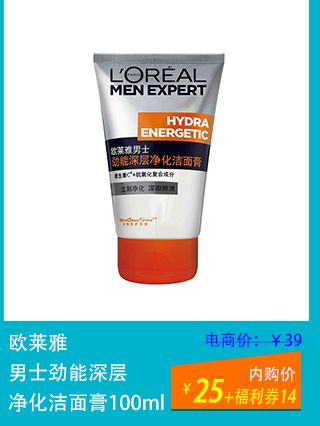 L'ORÉAL
MEN EXPERT
HYDRA
ENERGETIC
欧莱雅男士
劲能深层净化洁面膏
维生素C*+抗氧化复合成分
立刻净化 深彻排浊
欧莱雅
男士劲能深层
净化洁面膏100ml
电商价：￥39
内购价
￥25+福利券14